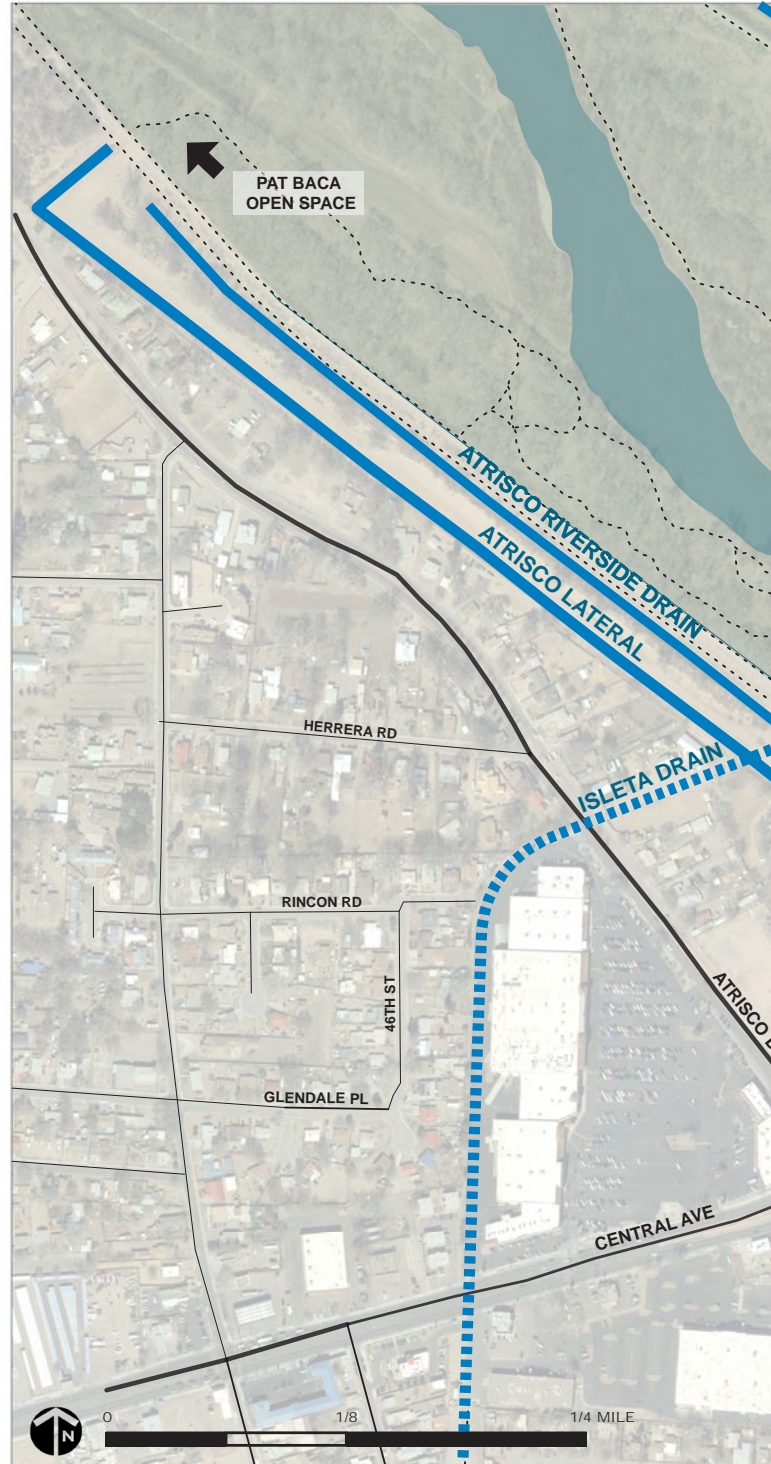 PAT BACA
OPEN SPACE
ATRISCO RIVERSIDE DRAIN
ATRISCO LATERAL
HERRERA RD
ISLETA DRAIN
RINCON RD
46TH ST
ATRISCO
GLENDALE PL
CENTRAL AVE
N
0 1/8 1/4 MILE